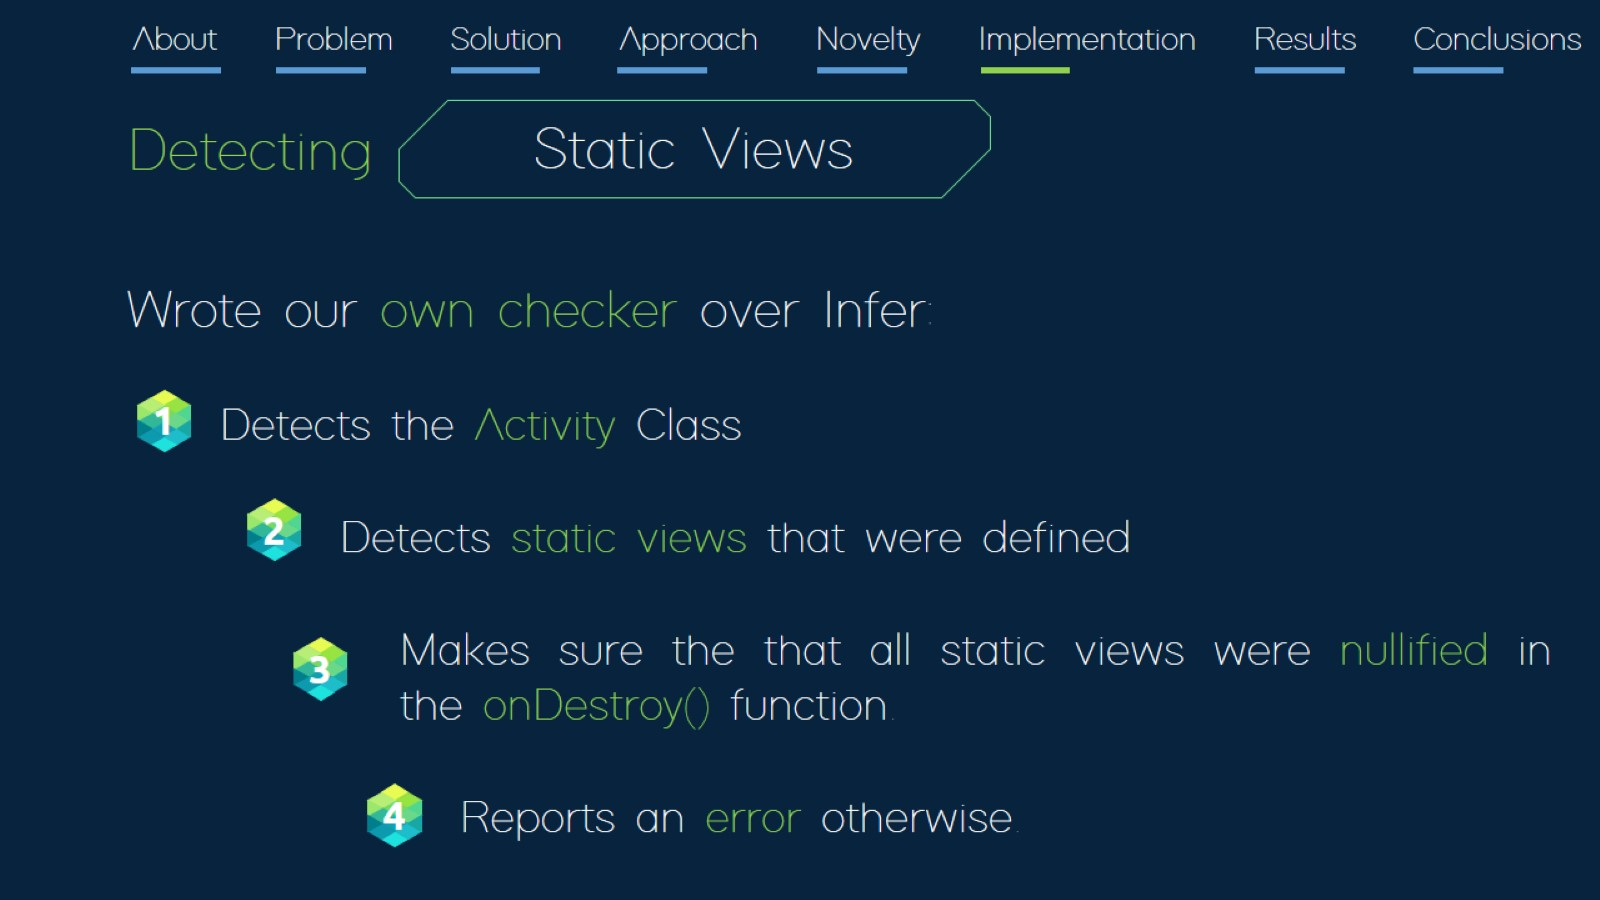 About Problem Solution Approach Novelty Implementation Results Conclusions
Detecting Static Views
Wrote our own checker over Infer:
1 Detects the Activity Class
2 Detects static views that were defined
3 Makes sure the that all static views were nullified in
the onDestroy() function.
4 Reports an error otherwise.